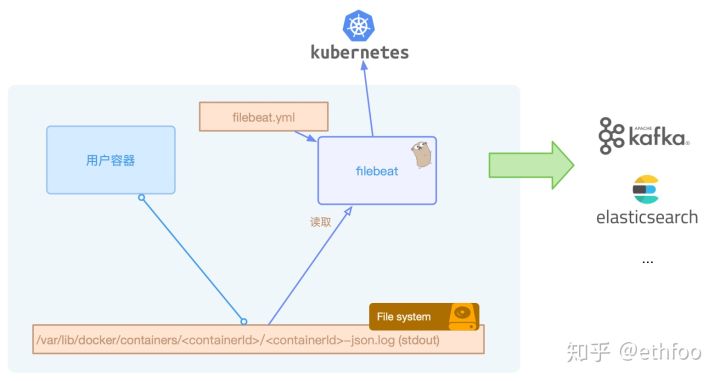 kubernetes
filebeat.yml
用户容器
filebeat
APACHE
kafka®
elasticsearch
...
读取
File system
/var/lib/docker/containers/<containerId>/<containerId>-json.log (stdout)
知乎 @ethfoo